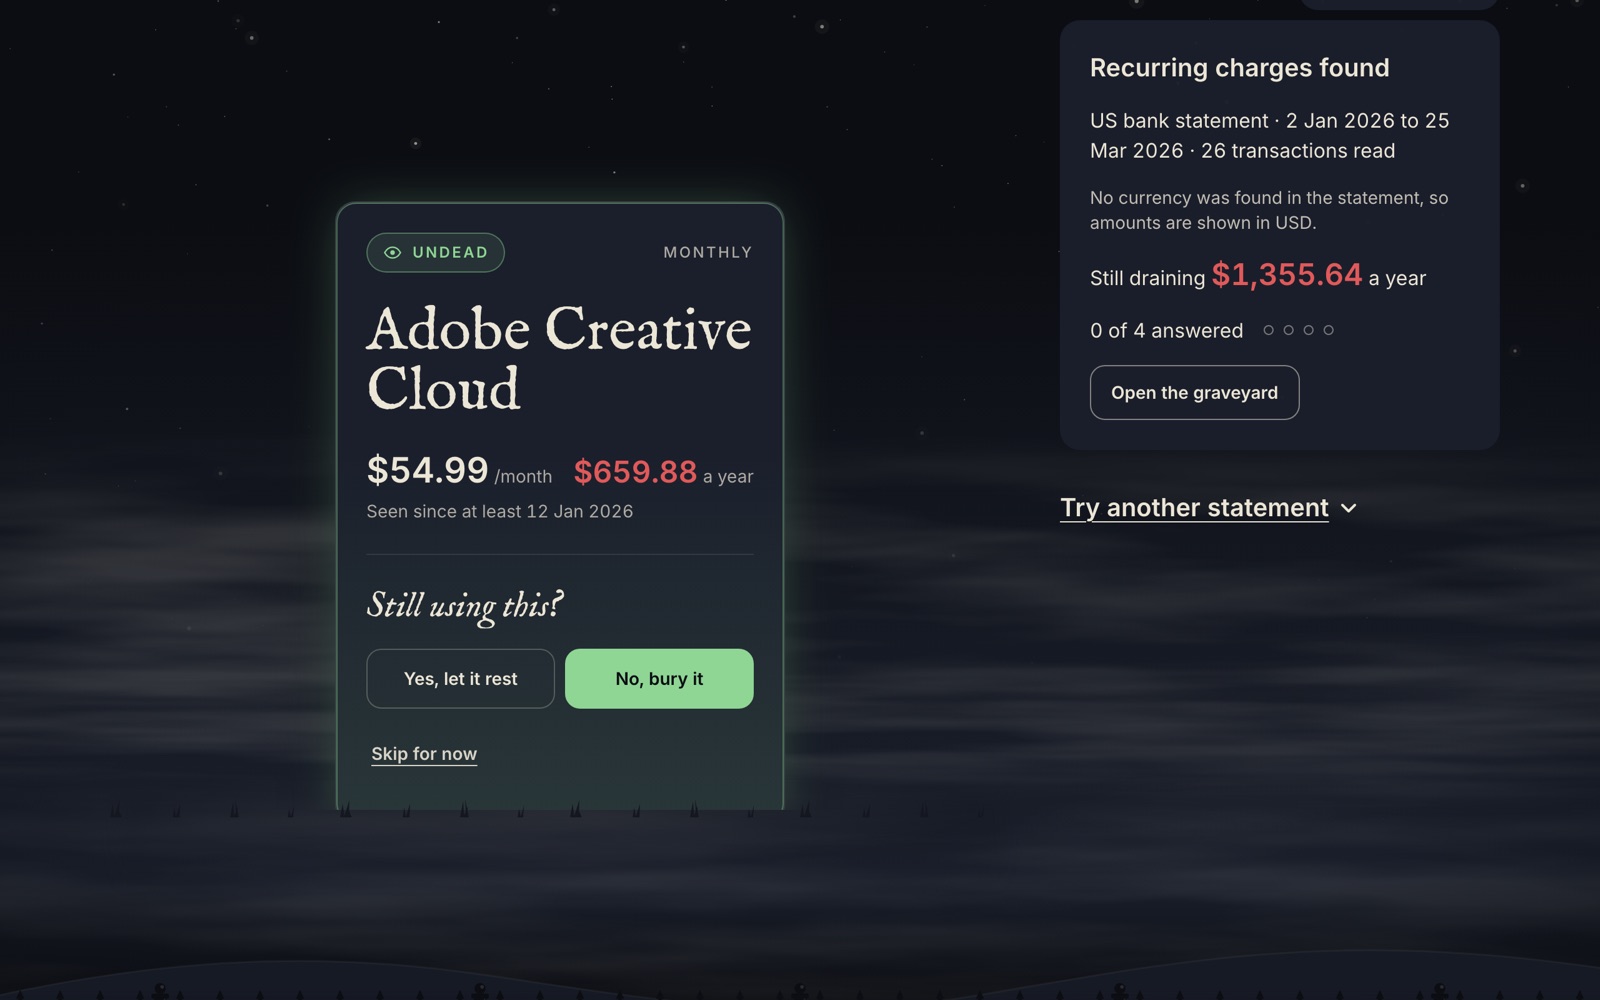 UNDEAD
MONTHLY
Adobe Creative
Cloud
$54.99 /month $659.88 a year
Seen since at least 12 Jan 2026
Still using this?
Yes, let it rest
No, bury it
Skip for now
Recurring charges found
US bank statement · 2 Jan 2026 to 25
Mar 2026 · 26 transactions read
No currency was found in the statement, so
amounts are shown in USD.
Still draining $1,355.64 a year
0 of 4 answered
Open the graveyard
Try another statement